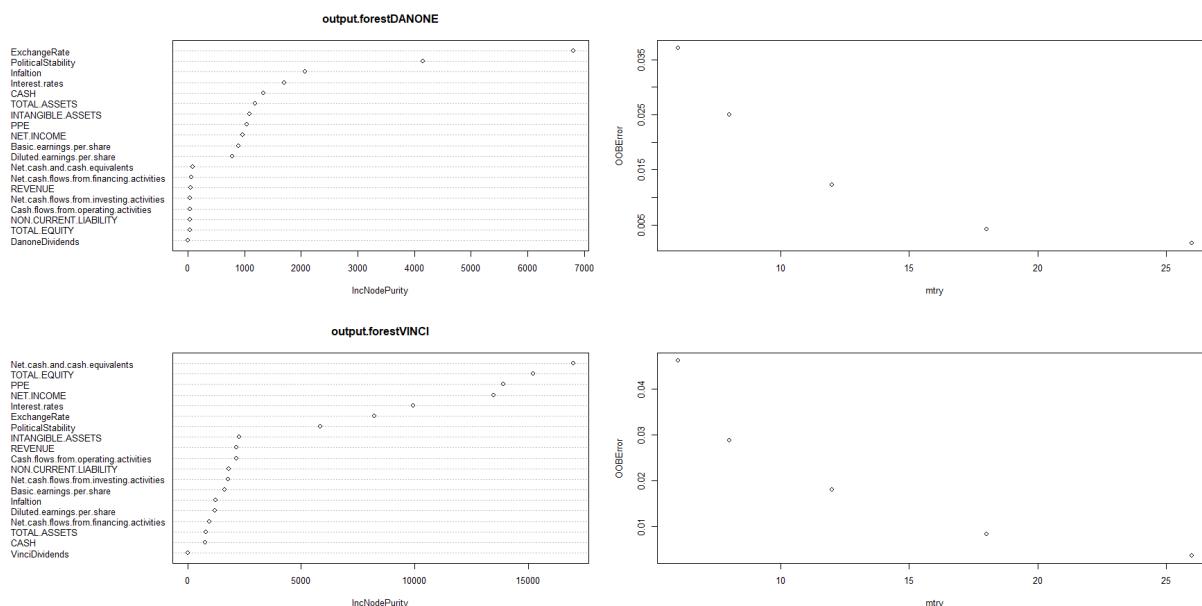 output.forestDANONE
ExchangeRate
PoliticalStability
Infaltion
Interest.rates
CASH
TOTAL.ASSETS
INTANGIBLE.ASSETS
PPE
NET.INCOME
Basic.earnings.per.share
Diluted.earnings.per.share
Net.cash.and.cash.equivalents
Net.cash.flows.from.financing.activities
REVENUE
Net.cash.flows.from.investing.activities
Cash.flows.from.operating.activities
NON.CURRENT.LIABILITY
TOTAL.EQUITY
DanoneDividends
0 1000 2000 3000 4000 5000 6000 7000
IncNodePurity
OOBError
0.035
0.025
0.015
0.005
10 15 20 25
mtry
output.forestVINCI
Net.cash.and.cash.equivalents
TOTAL.EQUITY
PPE
NET.INCOME
Interest.rates
ExchangeRate
PoliticalStability
INTANGIBLE.ASSETS
REVENUE
Cash.flows.from.operating.activities
NON.CURRENT.LIABILITY
Net.cash.flows.from.investing.activities
Basic.earnings.per.share
Infaltion
Diluted.earnings.per.share
Net.cash.flows.from.financing.activities
TOTAL.ASSETS
CASH
VinciDividends
0 5000 10000 15000
IncNodePurity
OOBError
0.04
0.03
0.02
0.01
10 15 20 25
mtry